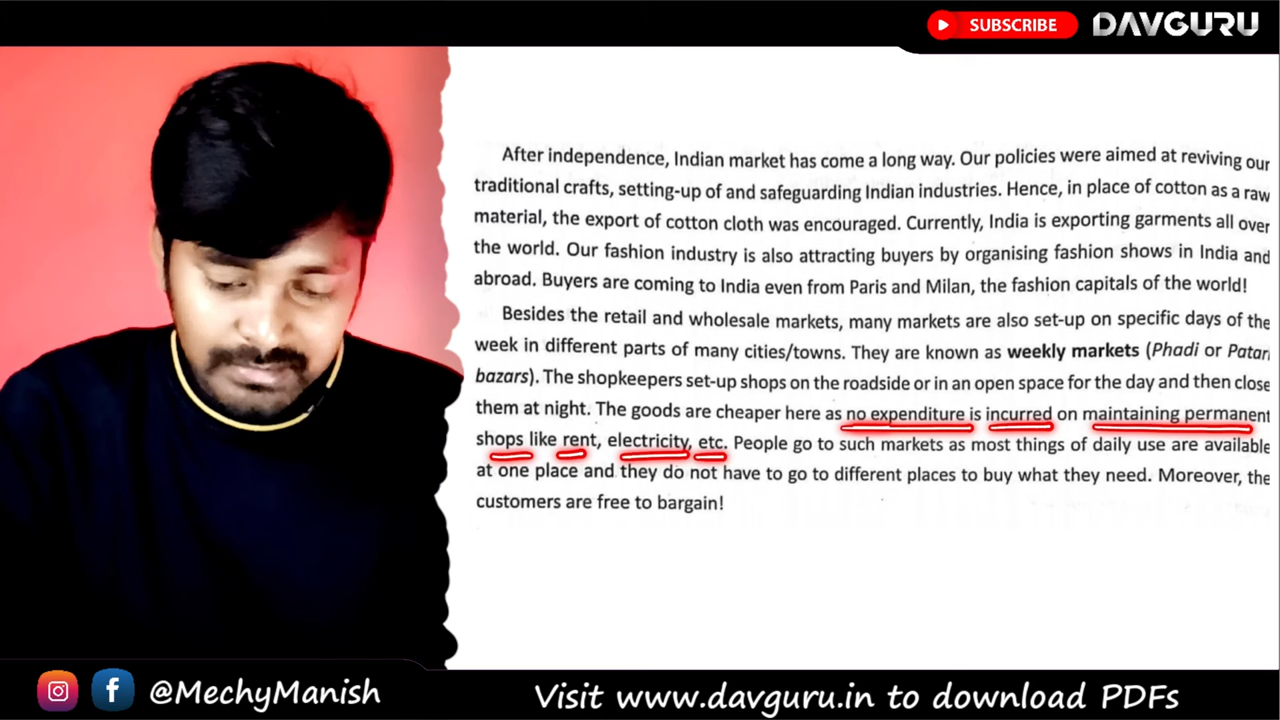 SUBSCRIBE DAVGURU
After independence, Indian market has come a long way. Our policies were aimed at reviving our
traditional crafts, setting-up of and safeguarding Indian industries. Hence, in place of cotton as a raw
material, the export of cotton cloth was encouraged. Currently, India is exporting garments all over
the world. Our fashion industry is also attracting buyers by organising fashion shows in India and
abroad. Buyers are coming to India even from Paris and Milan, the fashion capitals of the world!
Besides the retail and wholesale markets, many markets are also set-up on specific days of the
week in different parts of many cities/towns. They are known as weekly markets (Phadi or Patari
bazars). The shopkeepers set-up shops on the roadside or in an open space for the day and then close
them at night. The goods are cheaper here as no expenditure is incurred on maintaining permanent
shops like rent, electricity, etc. People go to such markets as most things of daily use are available
at one place and they do not have to go to different places to buy what they need. Moreover, the
customers are free to bargain!
@MechyManish Visit www.davguru.in to download PDFs